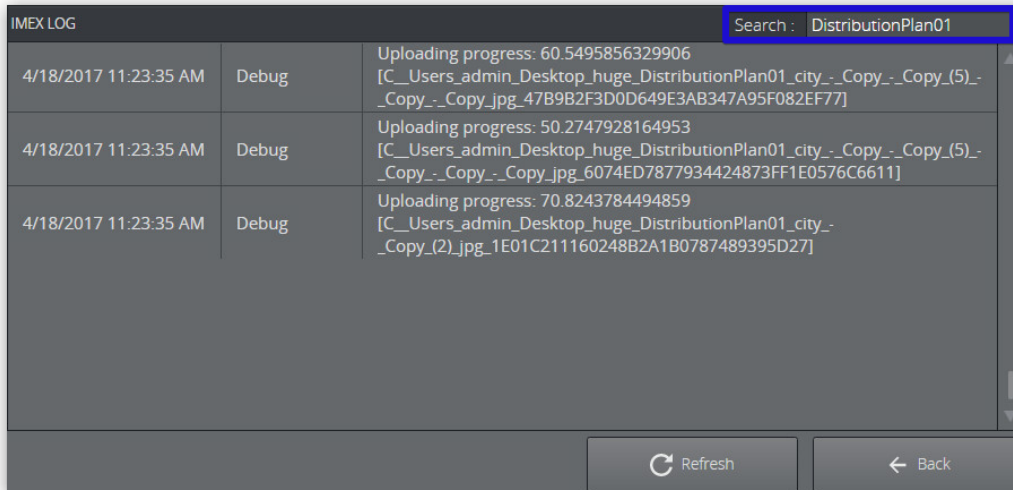 IMEX LOG
Search : DistributionPlan01
Uploading progress: 60.5495856329906
4/18/2017 11:23:35 AM Debug [C__Users_admin_Desktop_huge_DistributionPlan01_city_-_Copy_-_Copy_(5)_-
_Copy_-_Copy_jpg_47B9B2F3D0D649E3AB347A95F082EF77]
Uploading progress: 50.2747928164953
4/18/2017 11:23:35 AM Debug [C__Users_admin_Desktop_huge_DistributionPlan01_city_-_Copy_-_Copy_(5)_-
_Copy_-_Copy_-_Copy_jpg_6074ED7877934424873FF1E0576C6611]
Uploading progress: 70.8243784494859
4/18/2017 11:23:35 AM Debug [C__Users_admin_Desktop_huge_DistributionPlan01_city_-
_Copy_(2)_jpg_1E01C211160248B2A1B0787489395D27]
Refresh Back